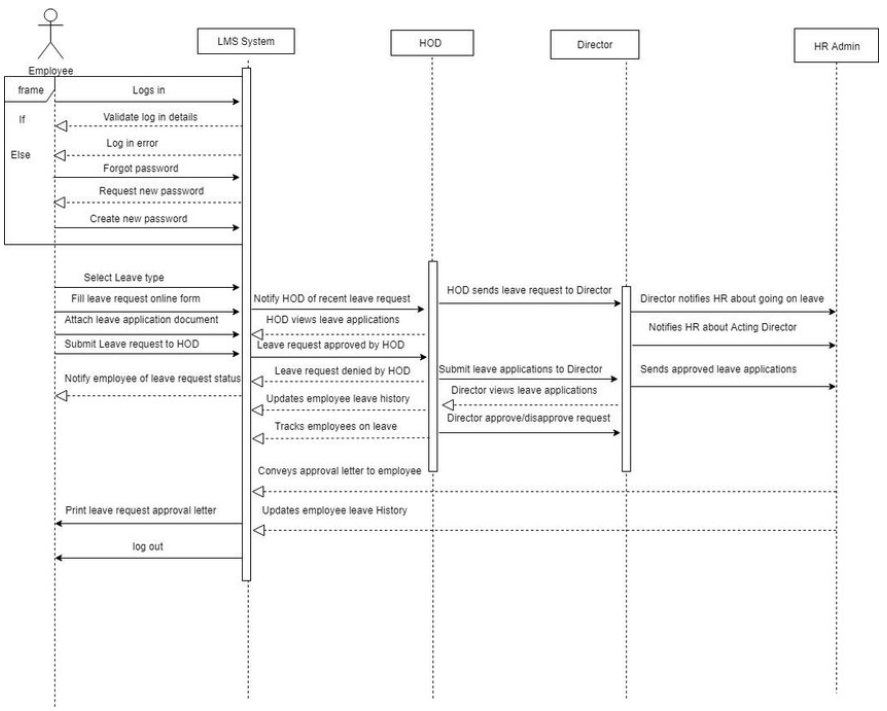 LMS System
HOD
Director
HR Admin
Employee
frame
Logs in
If
Validate log in details
Log in error
Else
Forgot password
Request new password
Create new password
Select Leave type
Fill leave request online form
Attach leave application document
Submit Leave request to HOD
Notify employee of leave request status
Notify HOD of recent leave request
HOD views leave applications
Leave request approved by HOD
Leave request denied by HOD
Updates employee leave history
Tracks employees on leave
HOD sends leave request to Director
Submit leave applications to Director
Director views leave applications
Director approve/disapprove request
Director notifies HR about going on leave
Notifies HR about Acting Director
Sends approved leave applications
Conveys approval letter to employee
Print leave request approval letter
Updates employee leave History
log out